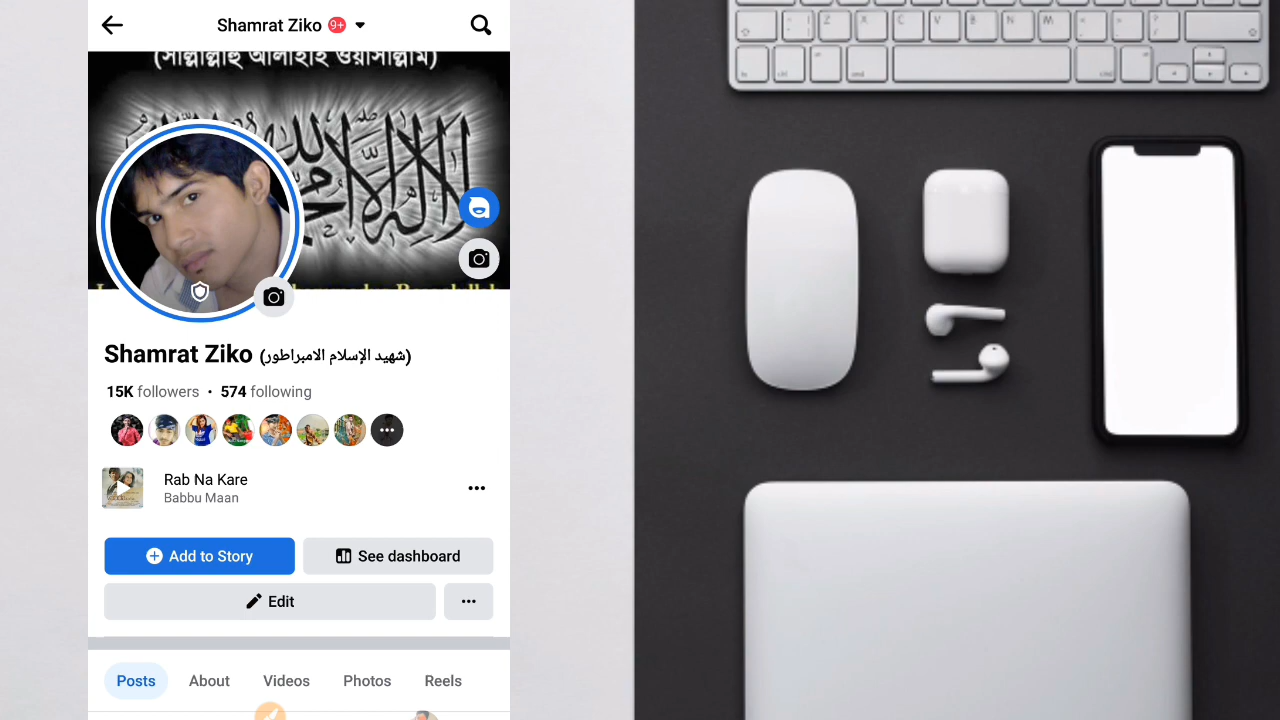 Shamrat Ziko 9+
(সাল্লাল্লাহু আলাইহি ওয়াসাল্লাম)
Shamrat Ziko (شهيد الإسلام الامبراطور)
15K followers • 574 following
Rab Na Kare
Babbu Maan
Add to Story
See dashboard
Edit
Posts About Videos Photos Reels